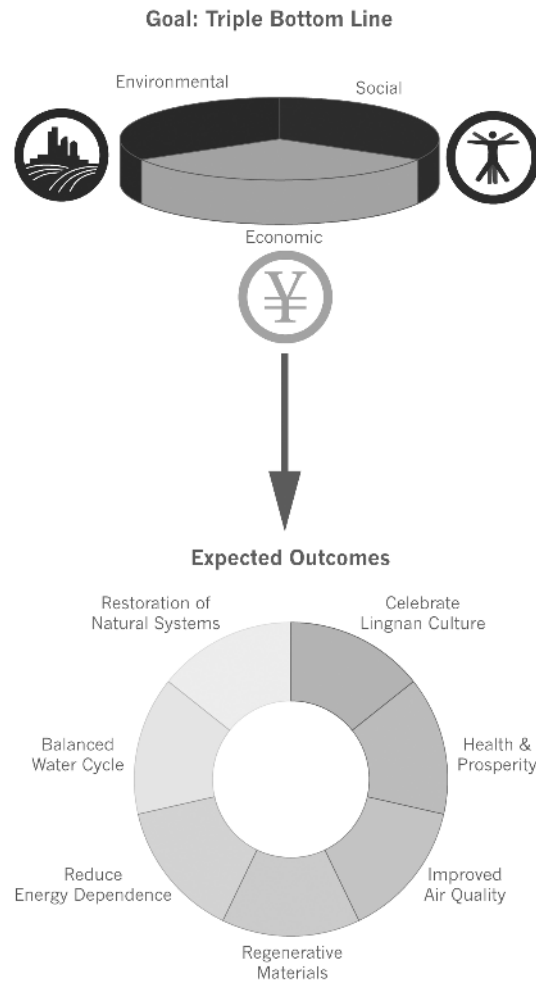 Goal: Triple Bottom Line
Environmental
Social
Economic
¥
Expected Outcomes
Restoration of
Natural Systems
Celebrate
Lingnan Culture
Balanced
Water Cycle
Health &
Prosperity
Reduce
Energy Dependence
Improved
Air Quality
Regenerative
Materials